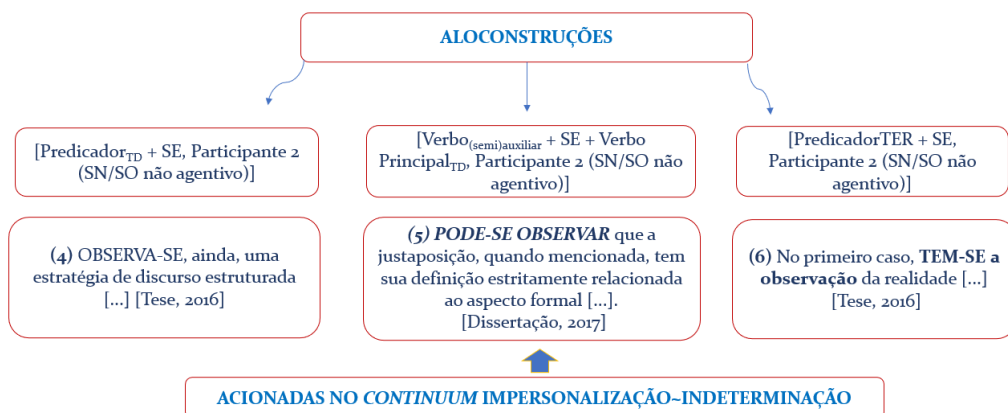 ALOCONSTRUÇÕES
[PredicadorTD + SE, Participante 2
(SN/SO não agentivo)]
[Verbo(semi)auxiliar + SE + Verbo
PrincipalTD, Participante 2 (SN/SO não
agentivo)]
[PredicadorTER + SE,
Participante 2 (SN/SO não
agentivo)]
(4) OBSERVA-SE, ainda, uma
estratégia de discurso estruturada
[...] [Tese, 2016]
(5) PODE-SE OBSERVAR que a
justaposição, quando mencionada, tem
sua definição estritamente relacionada
ao aspecto formal [...].
[Dissertação, 2017]
(6) No primeiro caso, TEM-SE a
observação da realidade [...]
[Tese, 2016]
ACIONADAS NO CONTINUUM IMPERSONALIZAÇÃO~INDETERMINAÇÃO